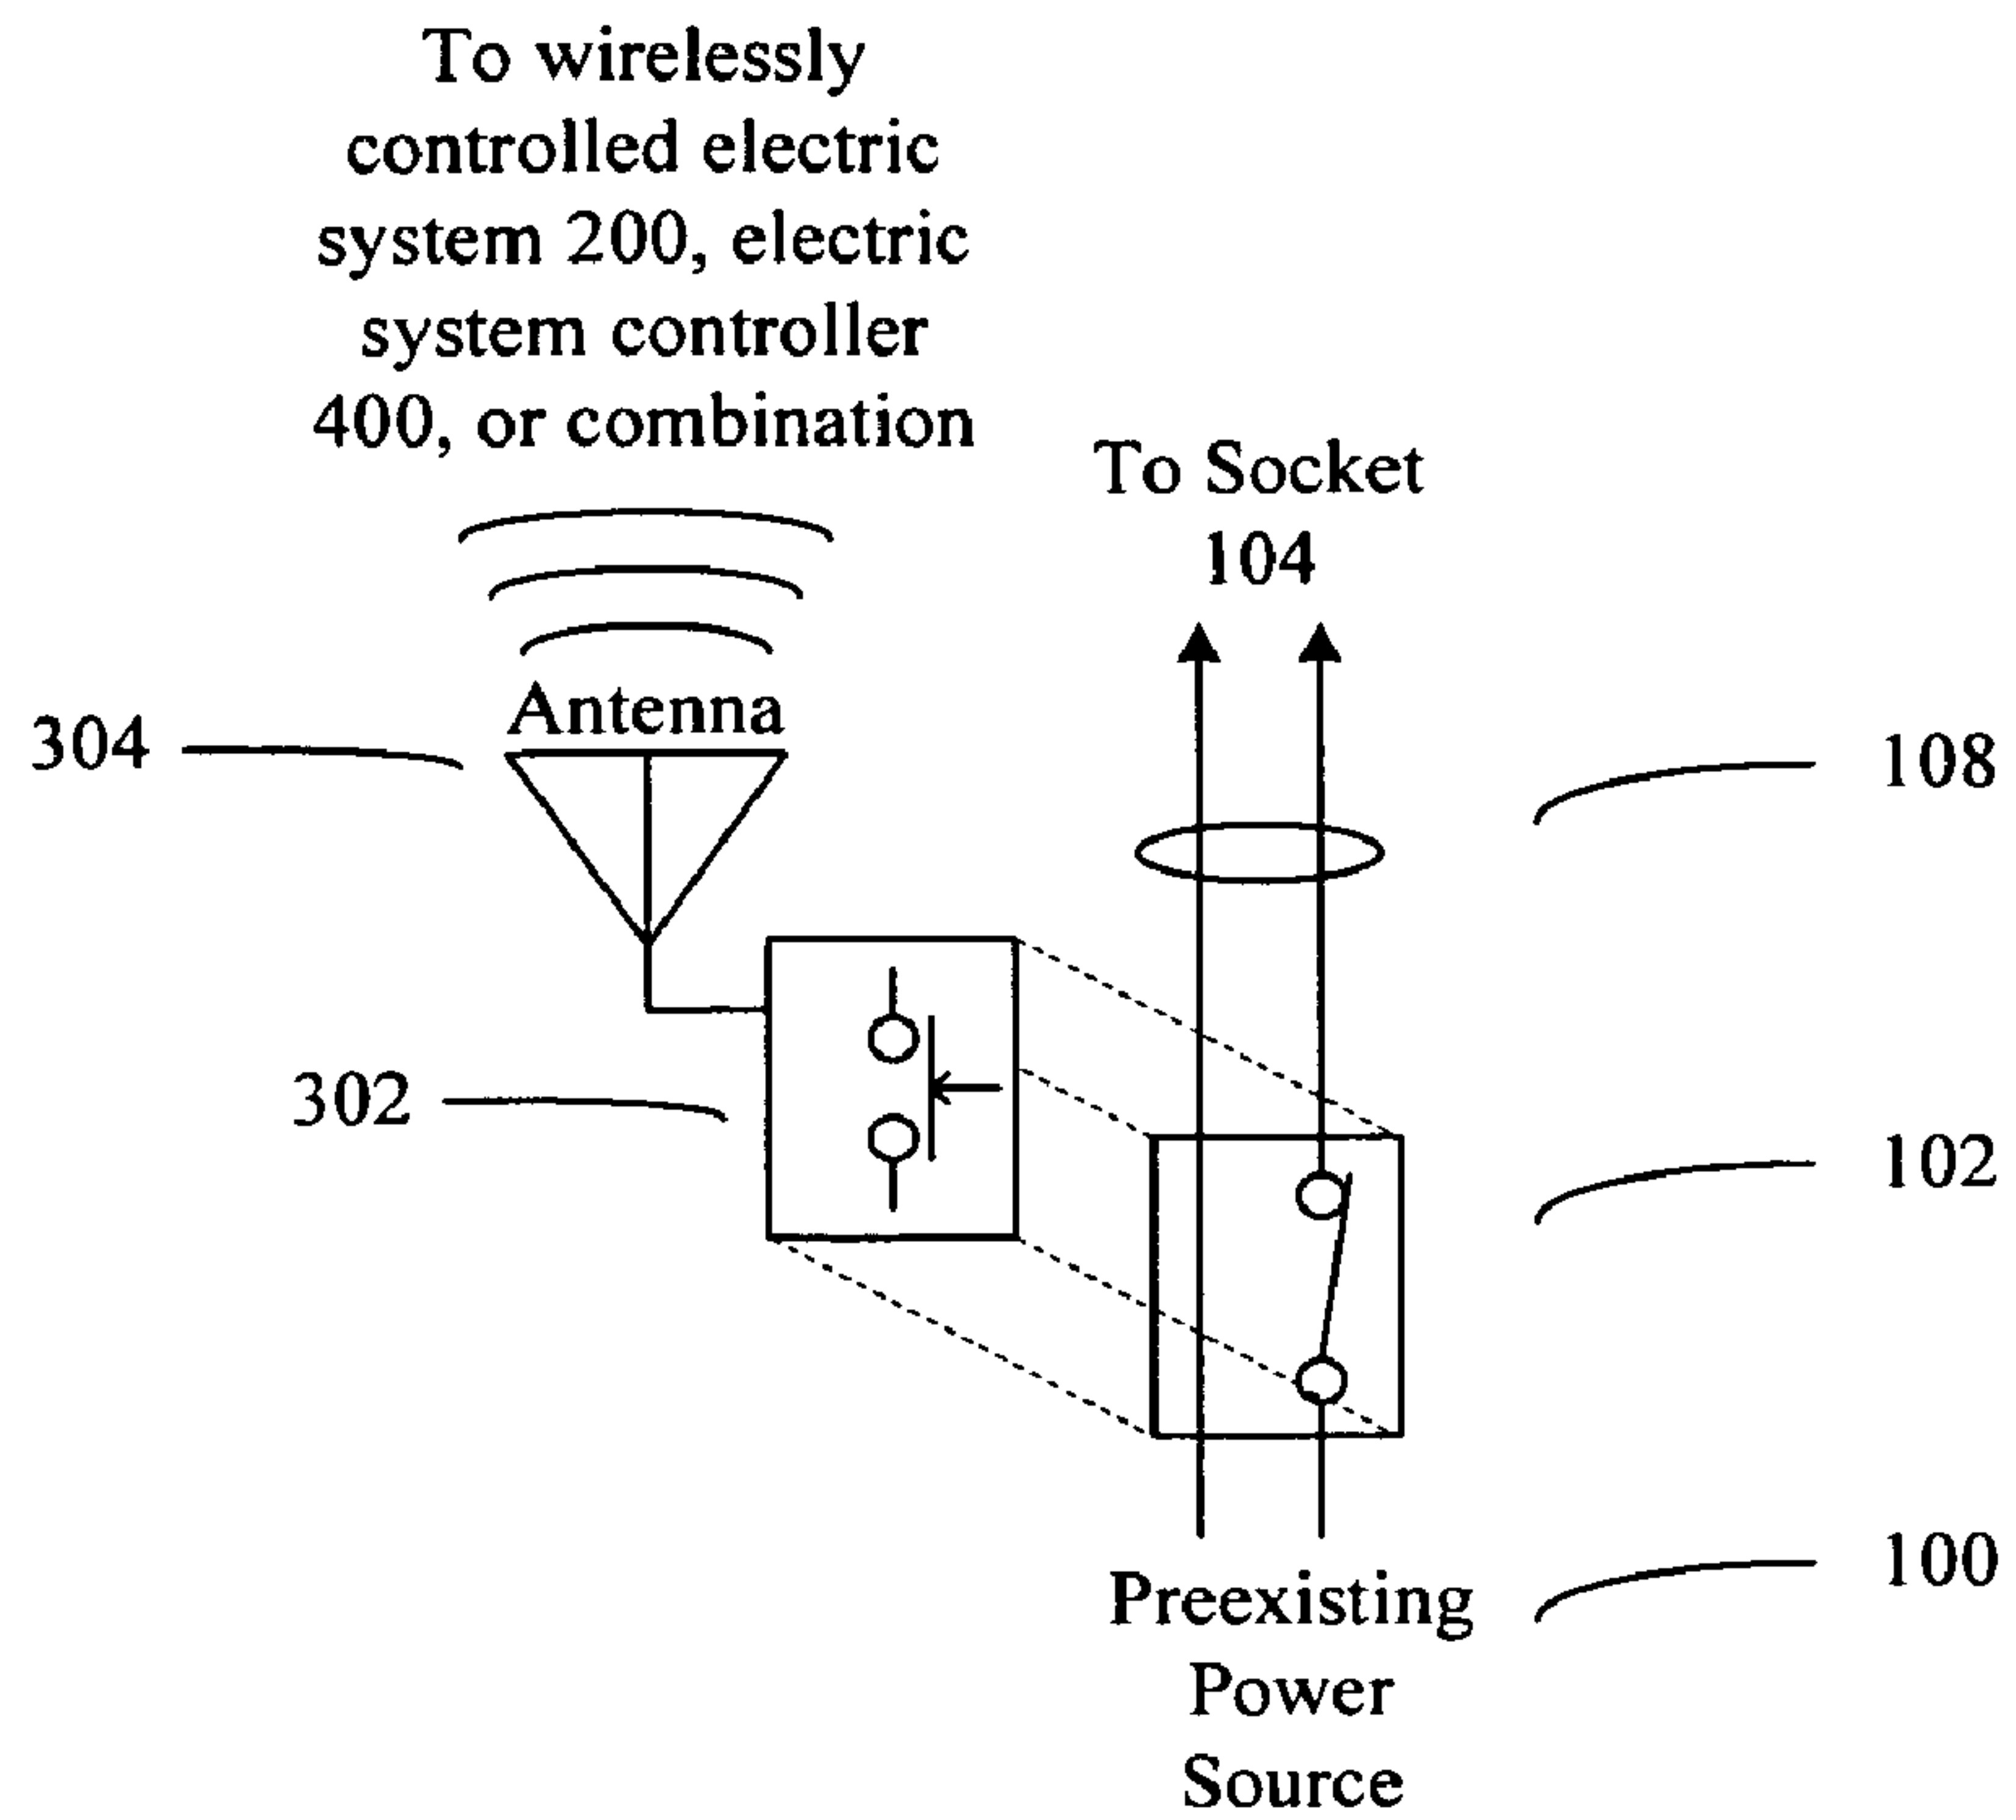 To wirelessly
controlled electric
system 200, electric
system controller
400, or combination
To Socket
104
Antenna
304
108
302
102
100
Preexisting
Power
Source